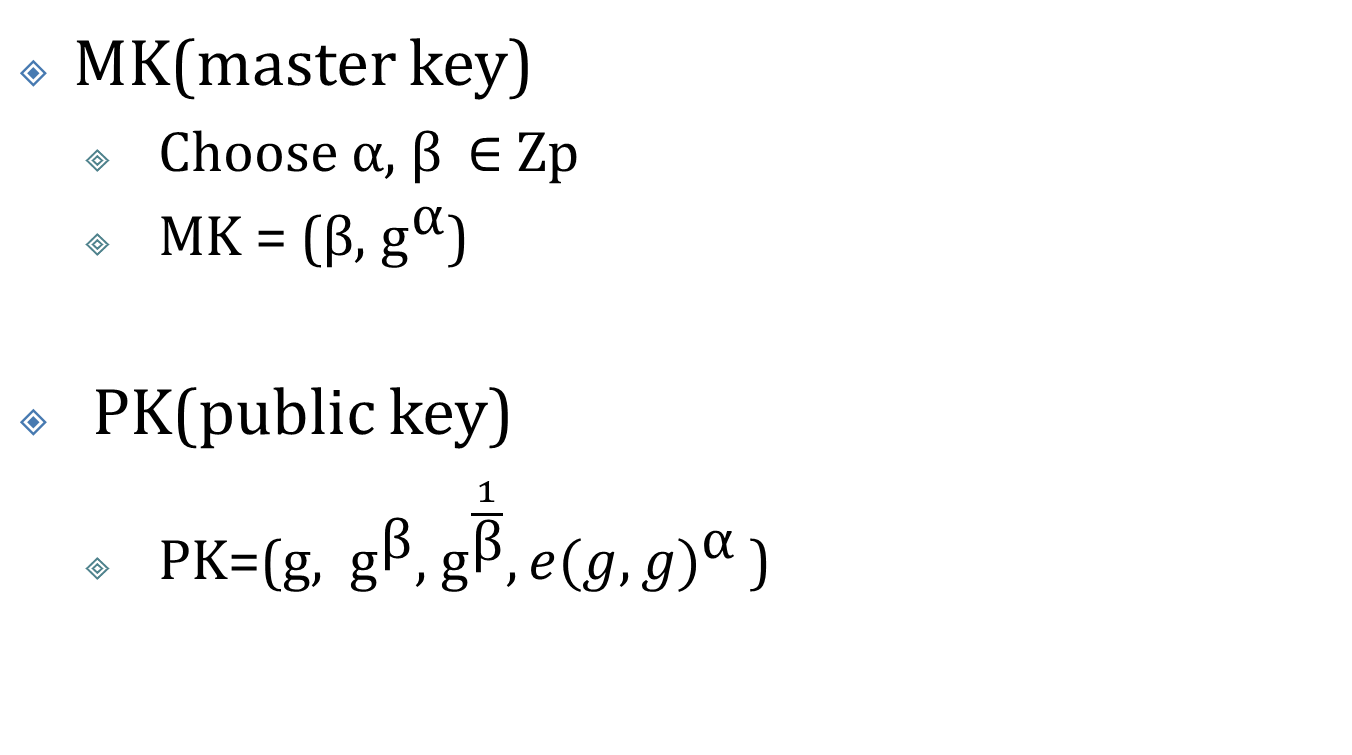 MK(master key)
Choose α, β ∈ Zp
MK = (β, g^α)
PK(public key)
PK=(g, g^β, g^(1/β), e(g, g)^α )